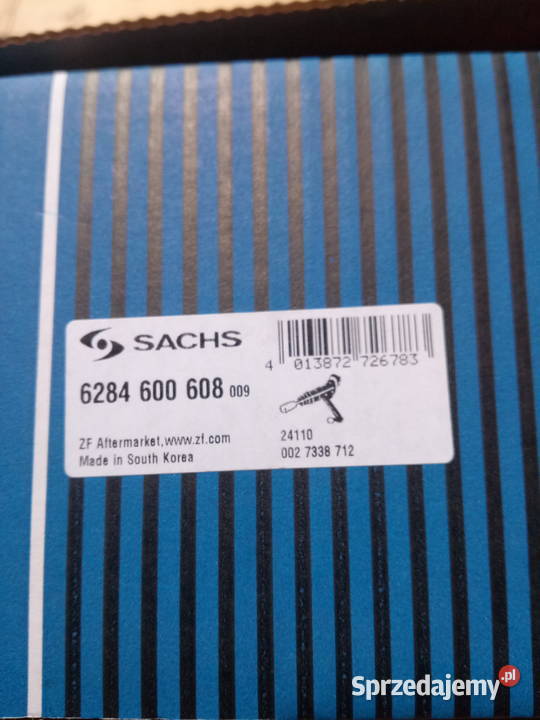 SACHS
4 013872 726783
6284 600 608 009
ZF Aftermarket,www.zf.com
Made in South Korea
24110
002 7338 712
Sprzedajemy.pl